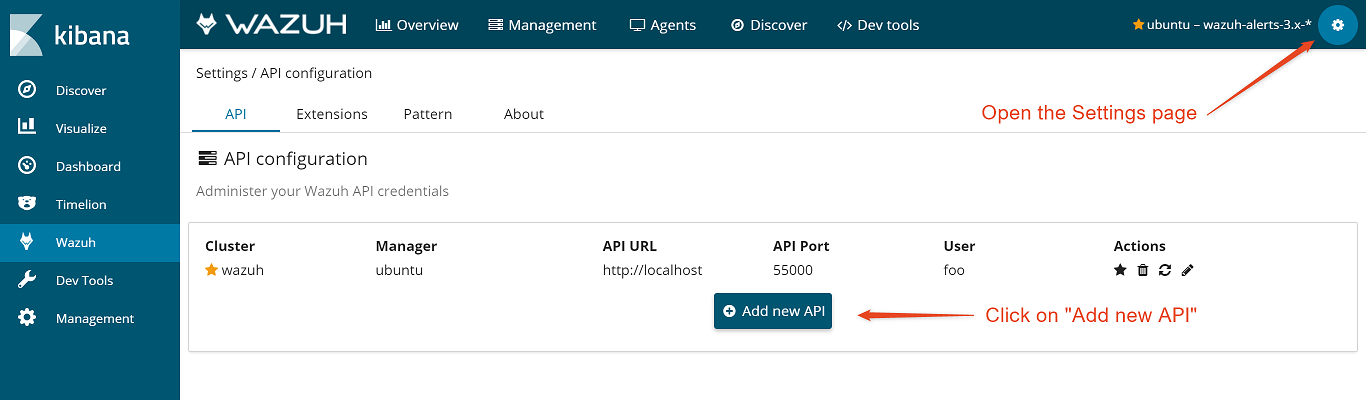 kibana
Discover
Visualize
Dashboard
Timelion
Wazuh
Dev Tools
Management
WAZUH
Overview
Management
Agents
Discover
</> Dev tools
ubuntu – wazuh-alerts-3.x-*
Settings / API configuration
Open the Settings page
API
Extensions
Pattern
About
API configuration
Administer your Wazuh API credentials
Cluster Manager API URL API Port User Actions
wazuh ubuntu http://localhost 55000 foo
Add new API
Click on "Add new API"